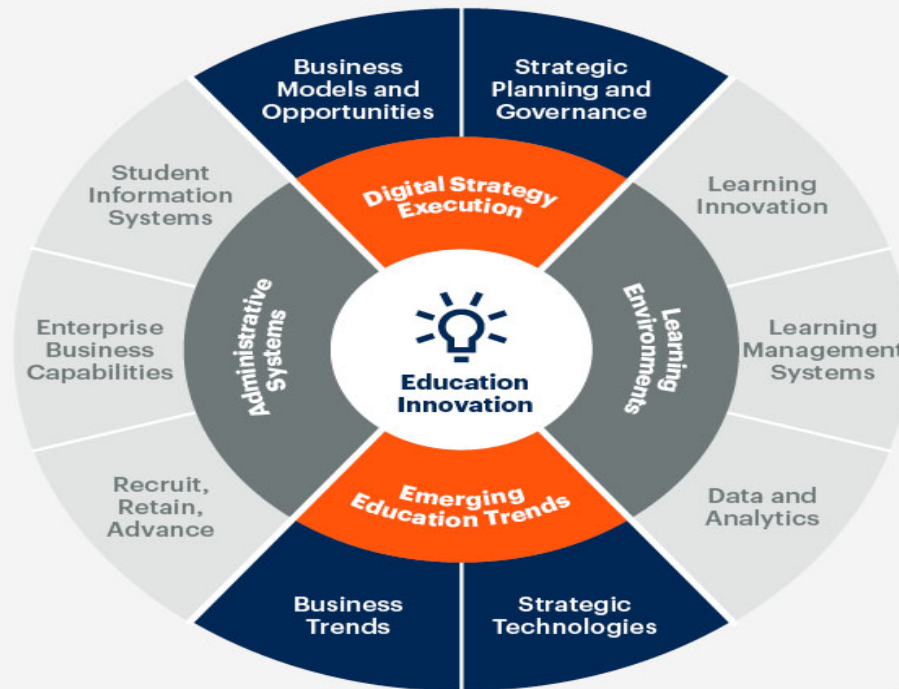 Business
Models and
Opportunities
Strategic
Planning and
Governance
Digital Strategy
Execution
Student
Information
Systems
Learning
Innovation
Enterprise
Business
Capabilities
Administrative
Systems
Education
Innovation
Learning
Environments
Learning
Management
Systems
Recruit,
Retain,
Advance
Emerging
Education Trends
Data and
Analytics
Business
Trends
Strategic
Technologies